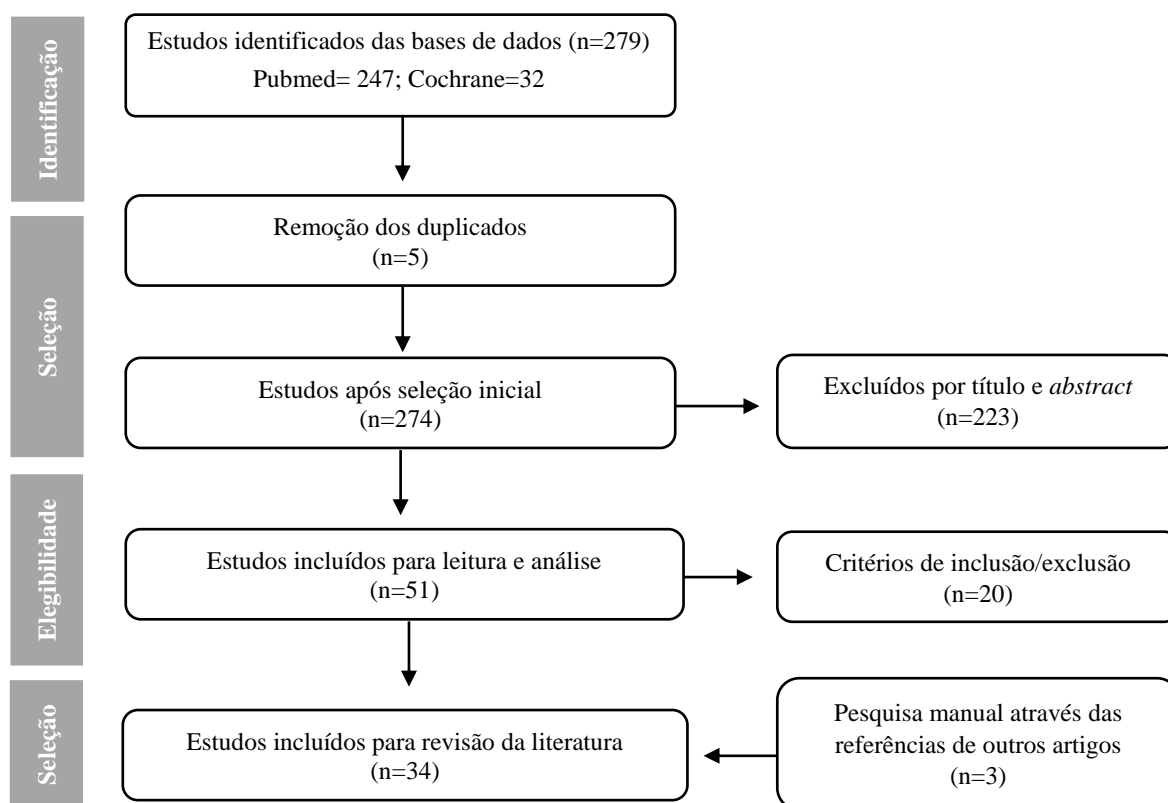 Identificação
Estudos identificados das bases de dados (n=279)
Pubmed= 247; Cochrane=32
Seleção
Remoção dos duplicados
(n=5)
Estudos após seleção inicial
(n=274)
Excluídos por título e abstract
(n=223)
Elegibilidade
Estudos incluídos para leitura e análise
(n=51)
Critérios de inclusão/exclusão
(n=20)
Seleção
Estudos incluídos para revisão da literatura
(n=34)
Pesquisa manual através das
referências de outros artigos
(n=3)